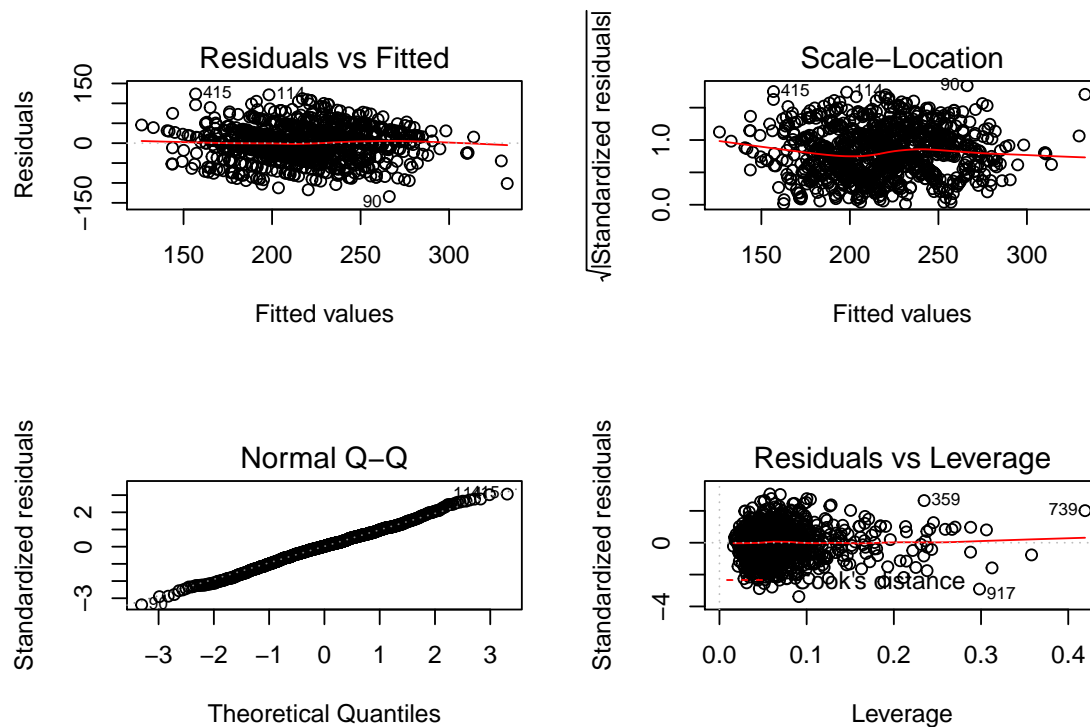 Residuals vs Fitted
Residuals
150
0
−150
415
114
90
150 200 250 300
Fitted values
Scale−Location
√|Standardized residuals|
1.0
0.0
415
114
90
150 200 250 300
Fitted values
Normal Q−Q
Standardized residuals
2
0
−3
114
415
90
−3 −2 −1 0 1 2 3
Theoretical Quantiles
Residuals vs Leverage
Standardized residuals
0
−4
359
739
917
Cook's distance
0.0 0.1 0.2 0.3 0.4
Leverage